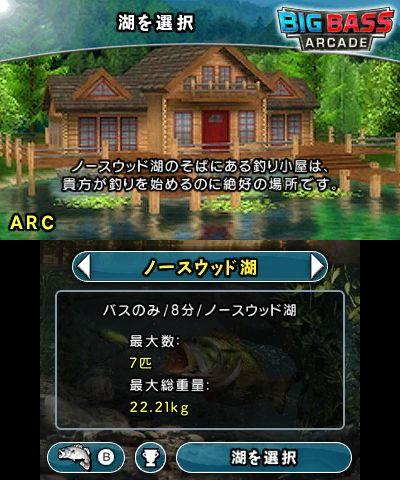 湖を選択
BIG BASS
ARCADE
ノースウッド湖のそばにある釣り小屋は、
貴方が釣りを始めるのに絶好の場所です。
ARC
ノースウッド湖
バスのみ/8分/ノースウッド湖
最大数:
7匹
最大総重量:
22.21kg
B
湖を選択